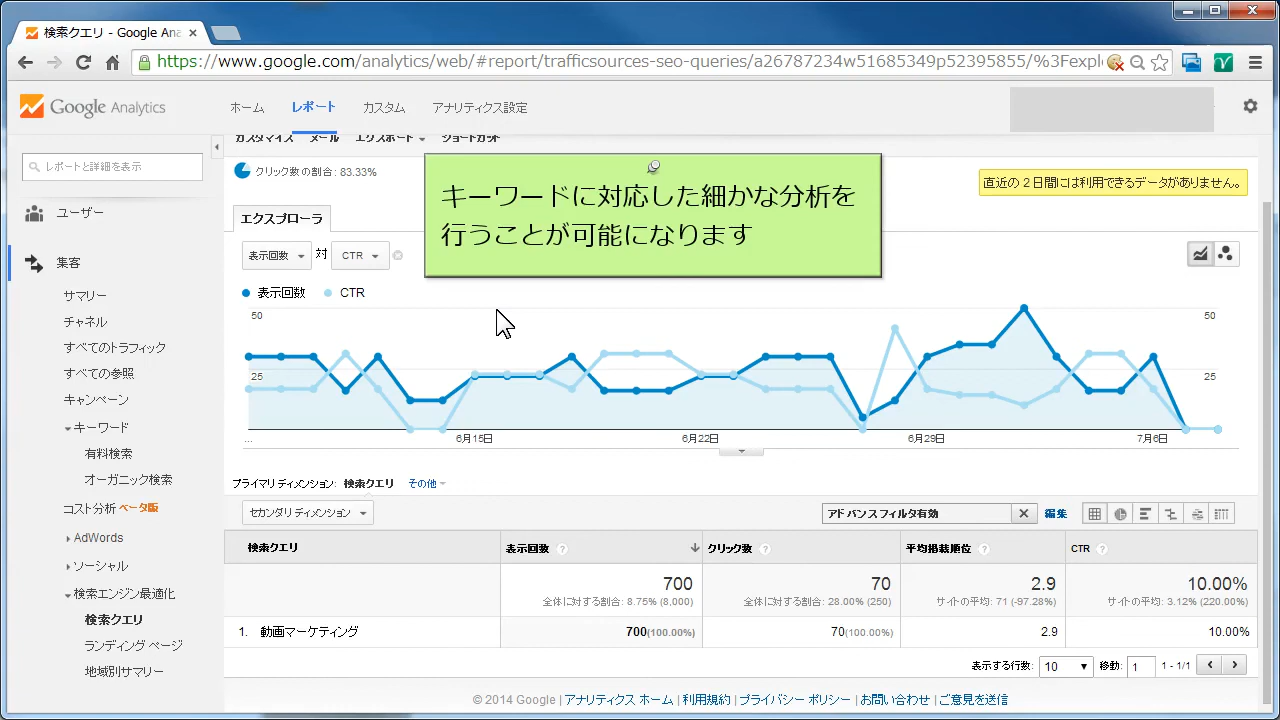 検索クエリ - Google Ana
https://www.google.com/analytics/web/#report/trafficsources-seo-queries/a26787234w51685349p52395855/%3Fexpl
Google Analytics
ホーム レポート カスタム アナリティクス設定
カスタマイズ メール エクスポート ショートカット
レポートと詳細を表示
クリック数の割合: 83.33%
キーワードに対応した細かな分析を
行うことが可能になります
直近の2日間には利用できるデータがありません。
ユーザー
集客
サマリー
チャネル
すべてのトラフィック
すべての参照
キャンペーン
キーワード
有料検索
オーガニック検索
コスト分析 ベータ版
AdWords
ソーシャル
検索エンジン最適化
検索クエリ
ランディング ページ
地域別サマリー
エクスプローラ
表示回数 対 CTR
表示回数 CTR
50 50
25 25
... 6月15日 6月22日 6月29日 7月6日
プライマリ ディメンション: 検索クエリ その他
セカンダリ ディメンション アドバンス フィルタ有効 編集
検索クエリ 表示回数 ? クリック数 ? 平均掲載順位 ? CTR ?
700 70 2.9 10.00%
全体に対する割合: 8.75% (8,000) 全体に対する割合: 28.00% (250) サイトの平均: 71 (-97.28%) サイトの平均: 3.12% (220.00%)
1. 動画マーケティング 700(100.00%) 70(100.00%) 2.9 10.00%
表示する行数: 10 移動: 1 1 - 1/1
© 2014 Google | アナリティクス ホーム | 利用規約 | プライバシー ポリシー | お問い合わせ | ご意見を送信